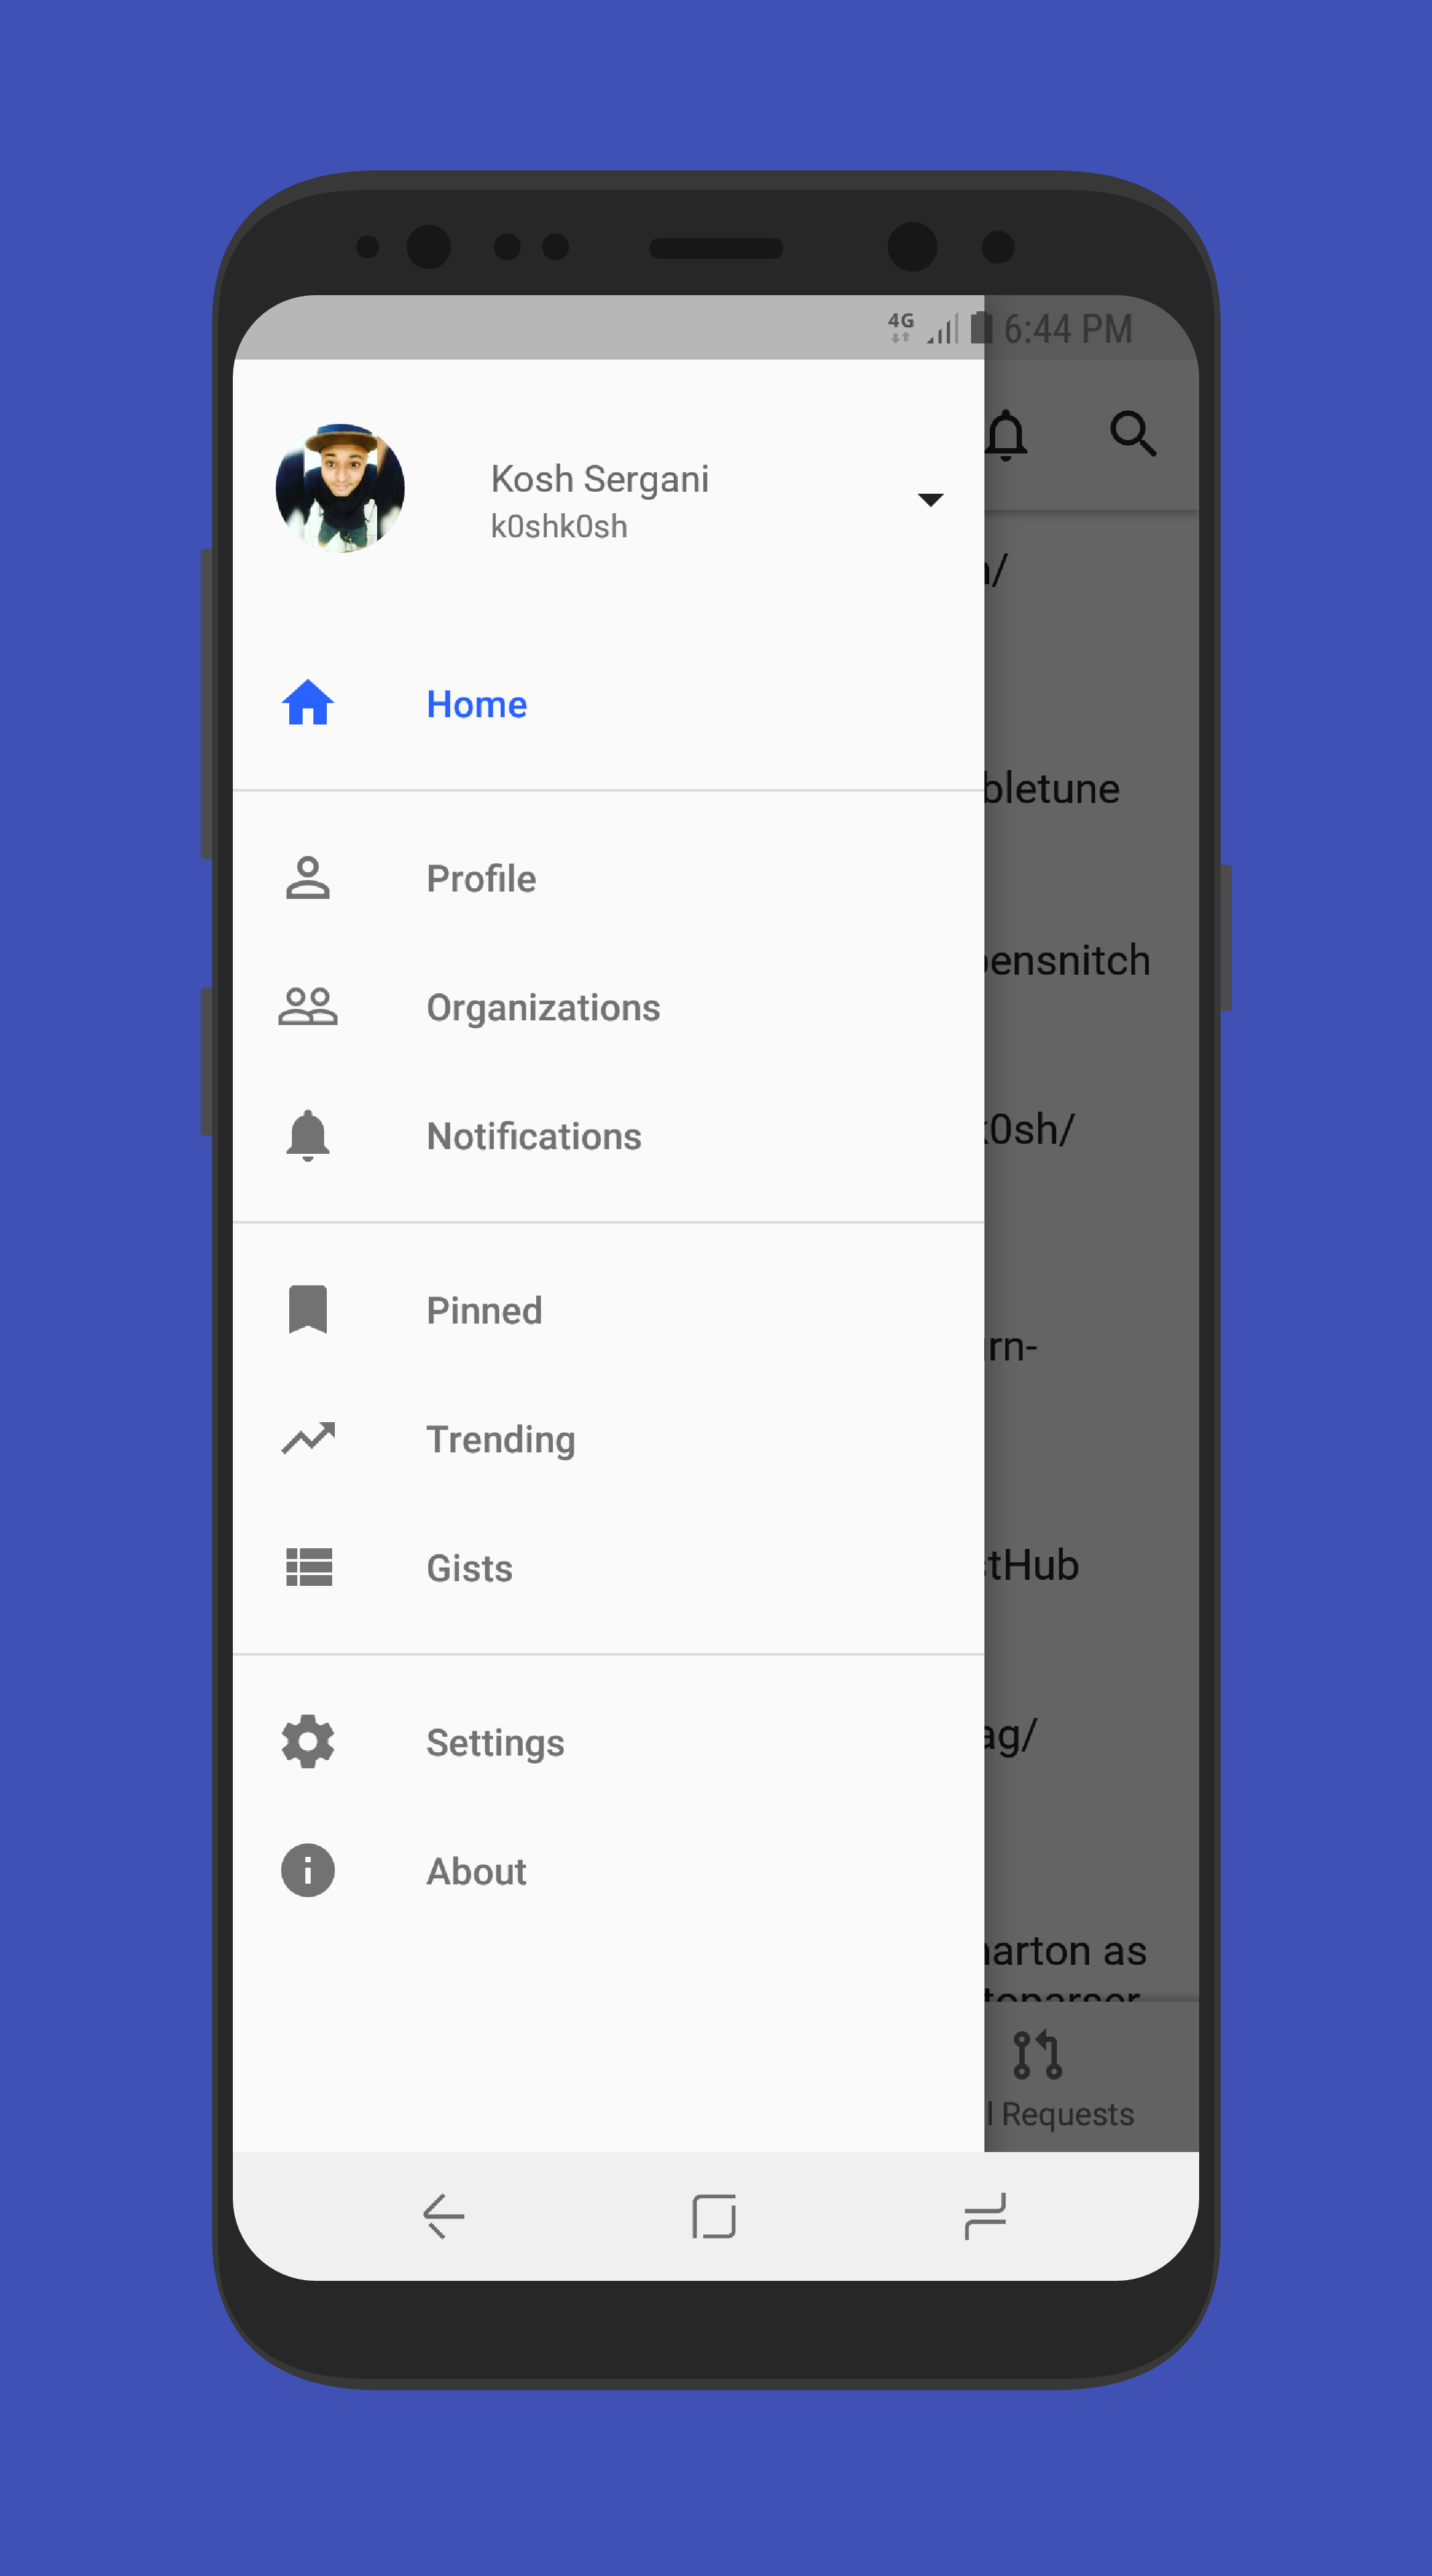 4G 6:44 PM
Kosh Sergani
k0shk0sh
Home
Profile
Organizations
Notifications
Pinned
Trending
Gists
Settings
About
/
bletune
ensnitch
0sh/
rn-
tHub
ag/
arton as
Requests